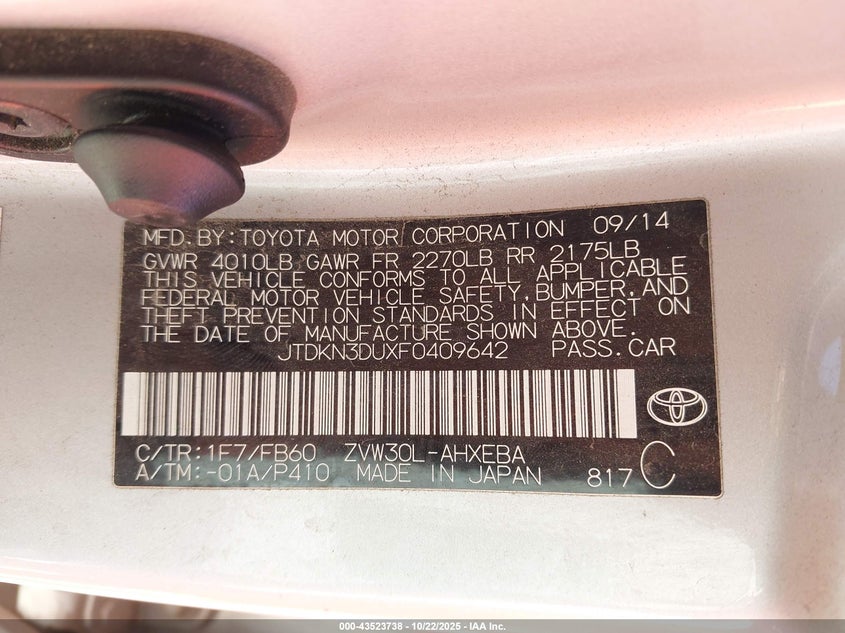 MFD.BY:TOYOTA MOTOR CORPORATION 09/14
GVWR 4010LB GAWR FR 2270LB RR 2175LB
THIS VEHICLE CONFORMS TO ALL APPLICABLE
FEDERAL MOTOR VEHICLE SAFETY,BUMPER,AND
THEFT PREVENTION STANDARDS IN EFFECT ON
THE DATE OF MANUFACTURE SHOWN ABOVE.
JTDKN3DUXF0409642 PASS.CAR
C/TR:1F7/FB60 ZVW30L-AHXEBA
A/TM:-01A/P410 MADE IN JAPAN 817 C
000-43523738 - 10/22/2025 - IAA Inc.